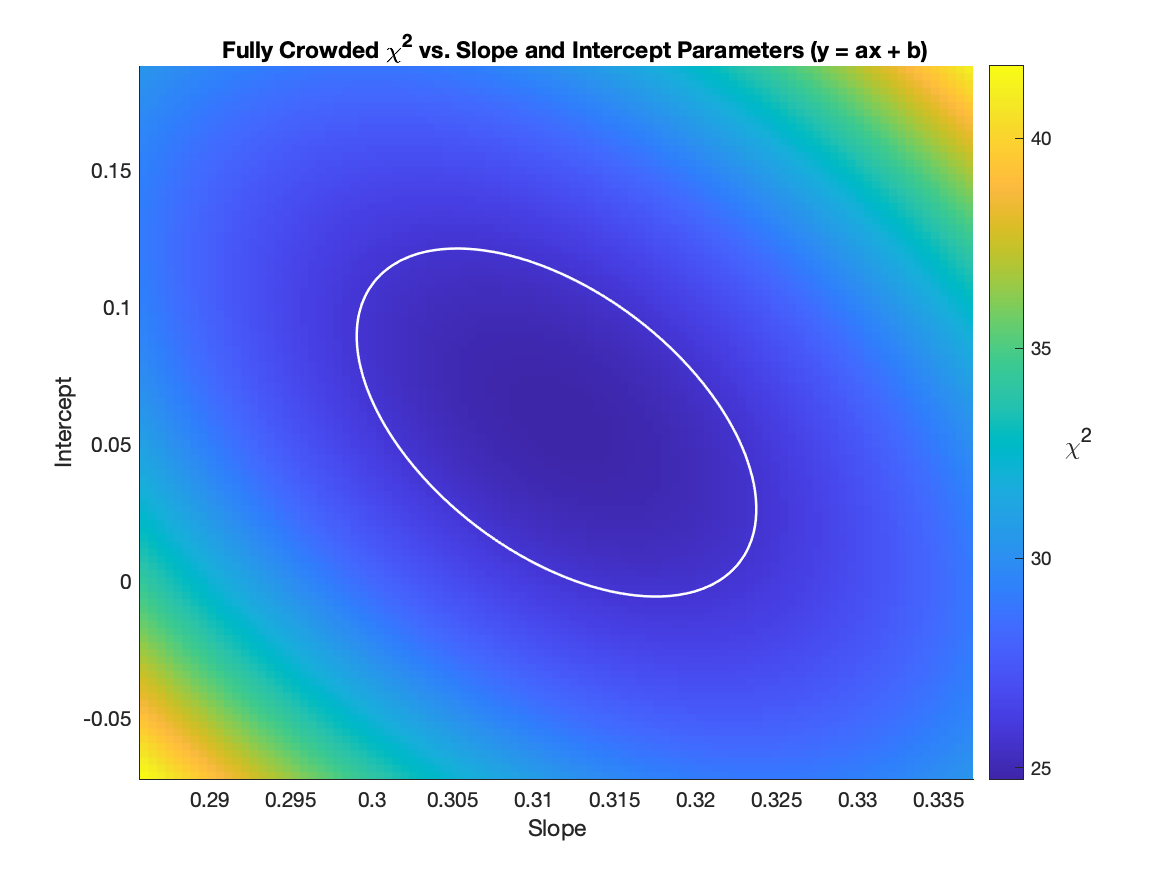 Fully Crowded χ² vs. Slope and Intercept Parameters (y = ax + b)
Intercept
0.15
0.1
0.05
0
-0.05
0.29 0.295 0.3 0.305 0.31 0.315 0.32 0.325 0.33 0.335
Slope
40
35
30
25
χ²